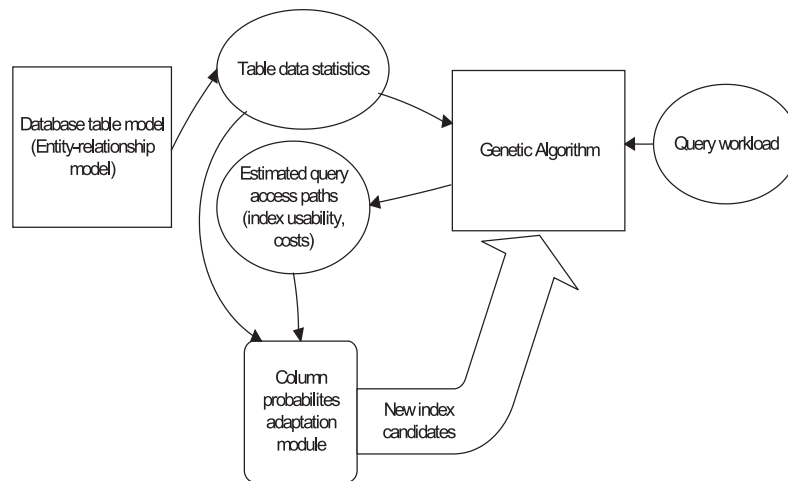 Table data statistics
Database table model
(Entity-relationship
model)
Genetic Algorithm
Query workload
Estimated query
access paths
(index usability,
costs)
Column
probabilites
adaptation
module
New index
candidates